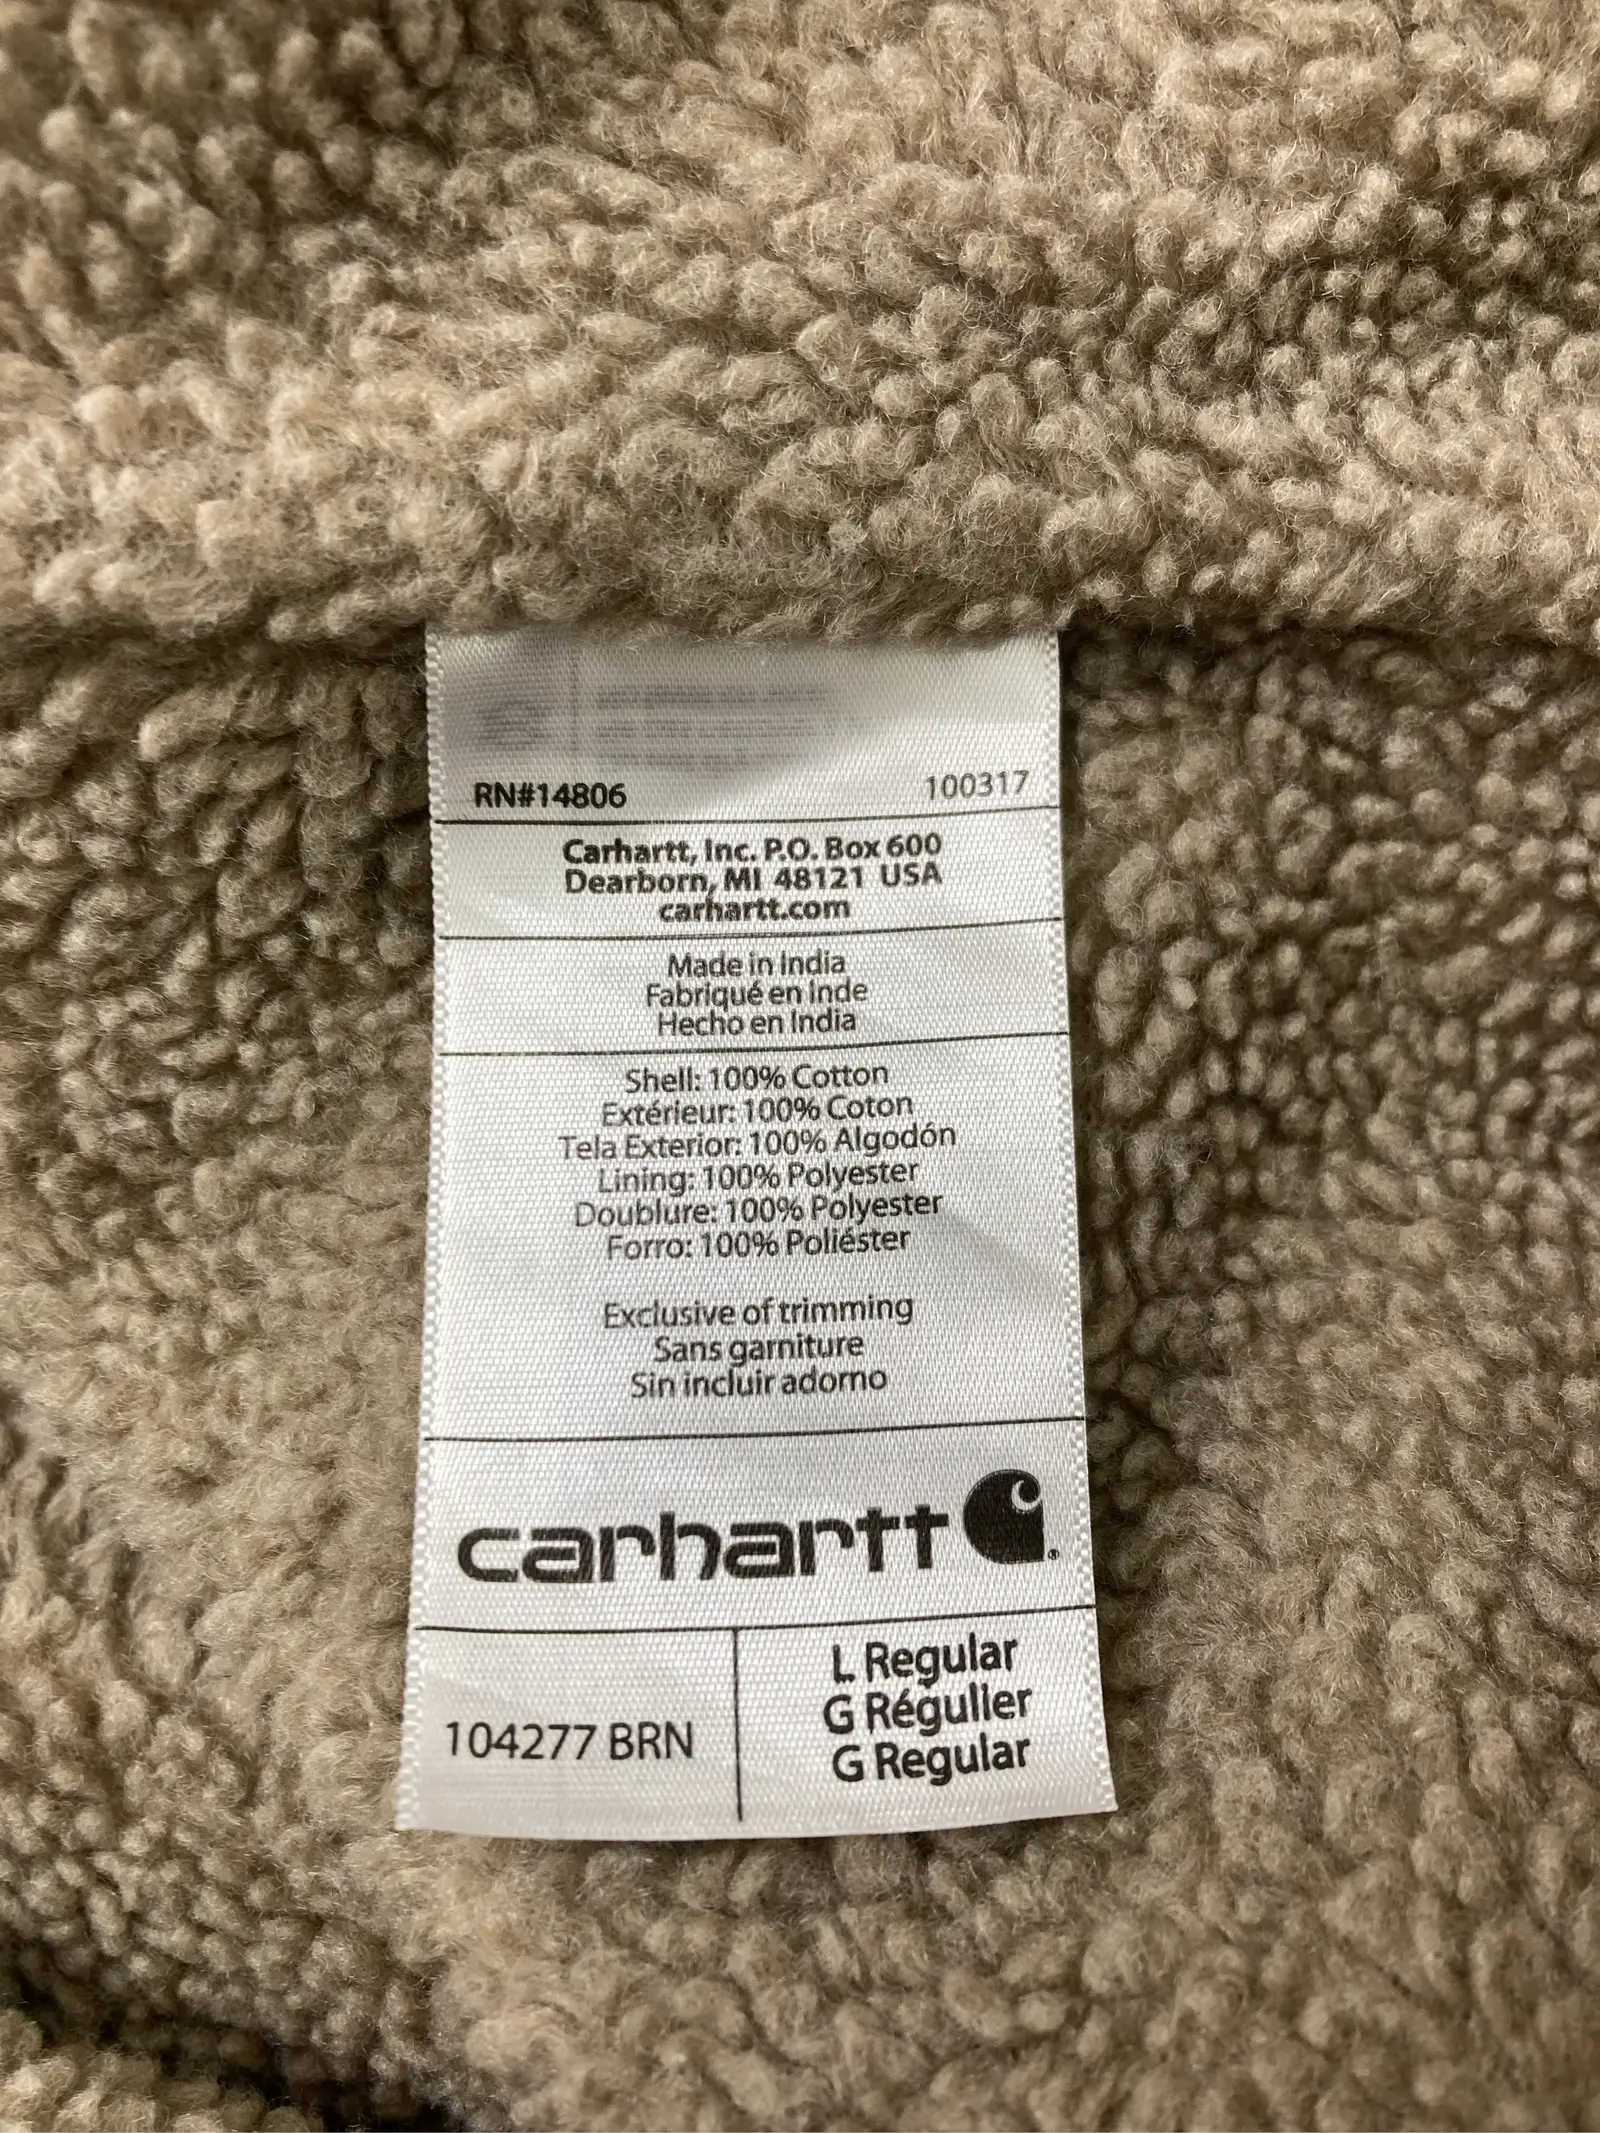 RN#14806 100317
Carhartt, Inc. P.O. Box 600
Dearborn, MI 48121 USA
carhartt.com
Made in India
Fabriqué en Inde
Hecho en India
Shell: 100% Cotton
Extérieur: 100% Coton
Tela Exterior: 100% Algodón
Lining: 100% Polyester
Doublure: 100% Polyester
Forro: 100% Poliéster
Exclusive of trimming
Sans garniture
Sin incluir adorno
carhartt
104277 BRN
L Regular
G Régulier
G Regular